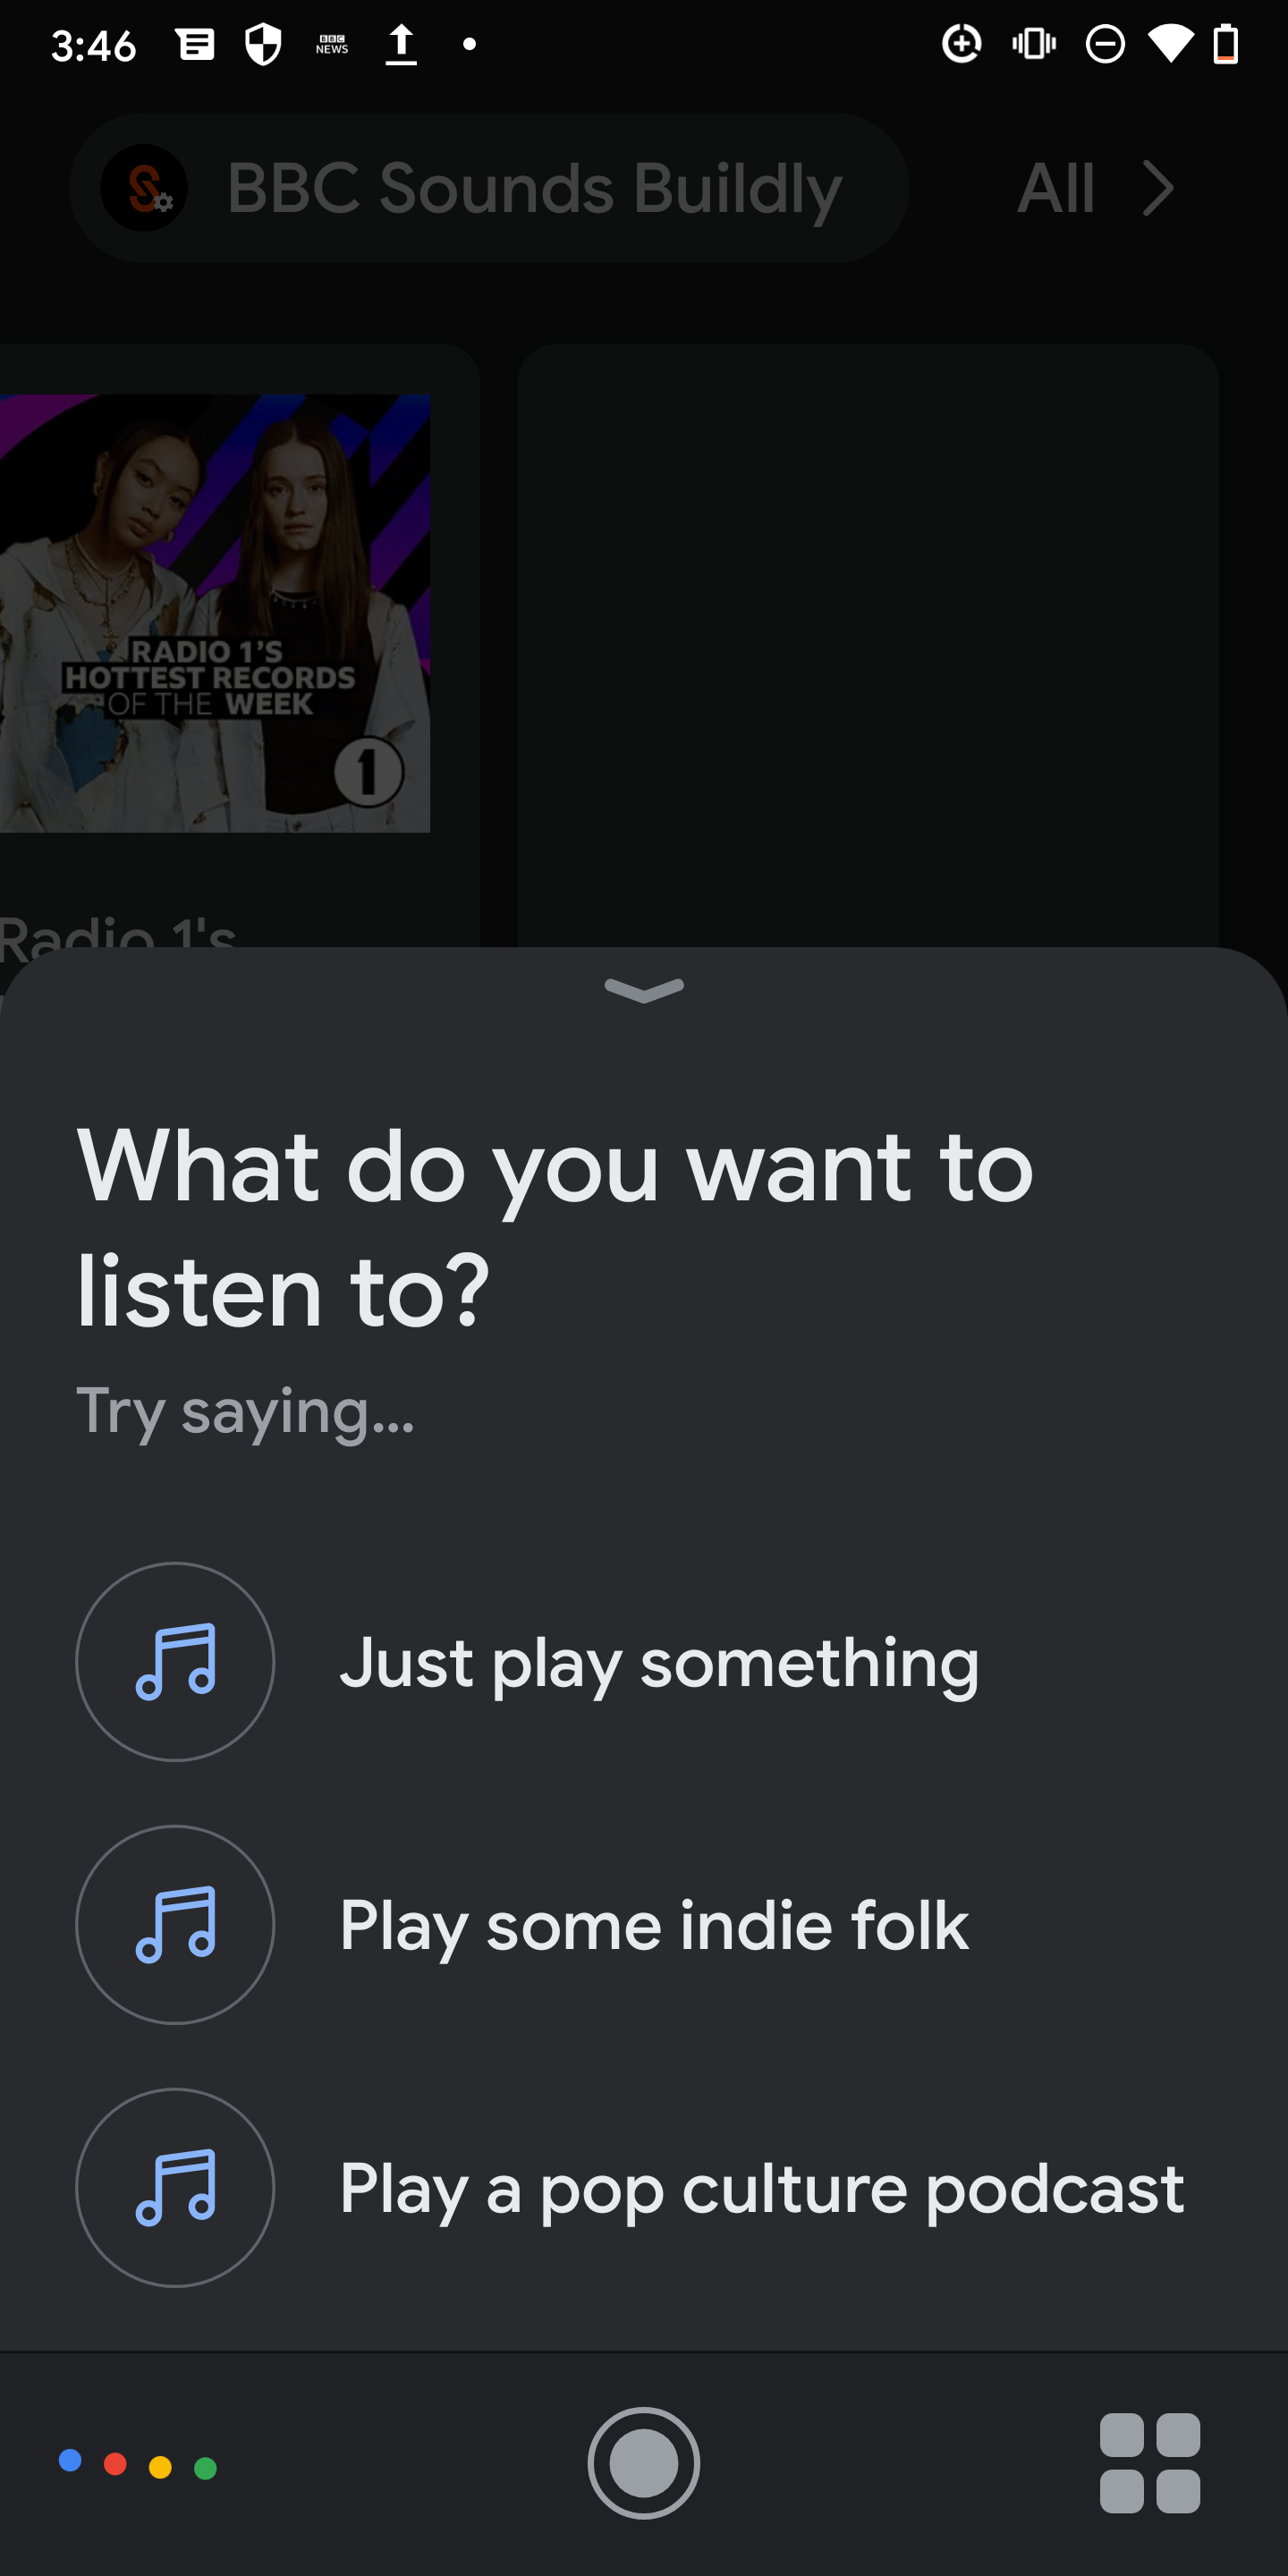 3:46
BBC
NEWS
BBC Sounds Buildly
All
RADIO 1'S
HOTTEST RECORDS
OF THE WEEK
1
Radio 1's
What do you want to
listen to?
Try saying...
Just play something
Play some indie folk
Play a pop culture podcast